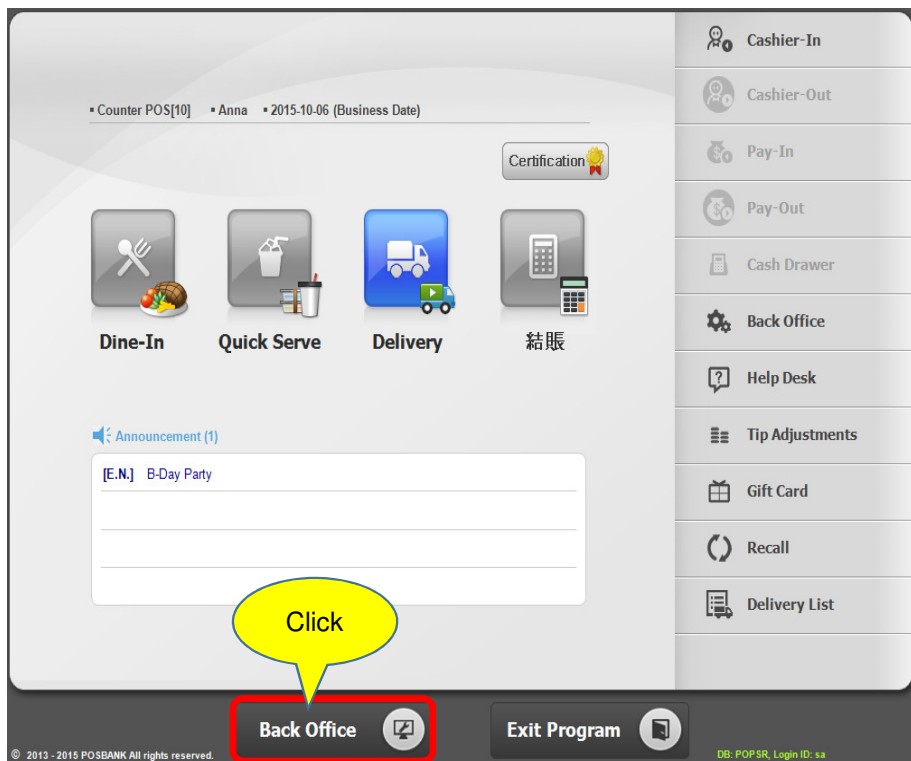 Cashier-In
Cashier-Out
▪ Counter POS[10] ▪ Anna ▪ 2015-10-06 (Business Date)
Certification
Pay-In
Pay-Out
Cash Drawer
Back Office
Dine-In Quick Serve Delivery 結賬
Help Desk
Announcement (1)
Tip Adjustments
[E.N.] B-Day Party
Gift Card
Recall
Delivery List
Click
Back Office Exit Program
© 2013 - 2015 POSBANK All rights reserved. DB: POPSR, Login ID: sa